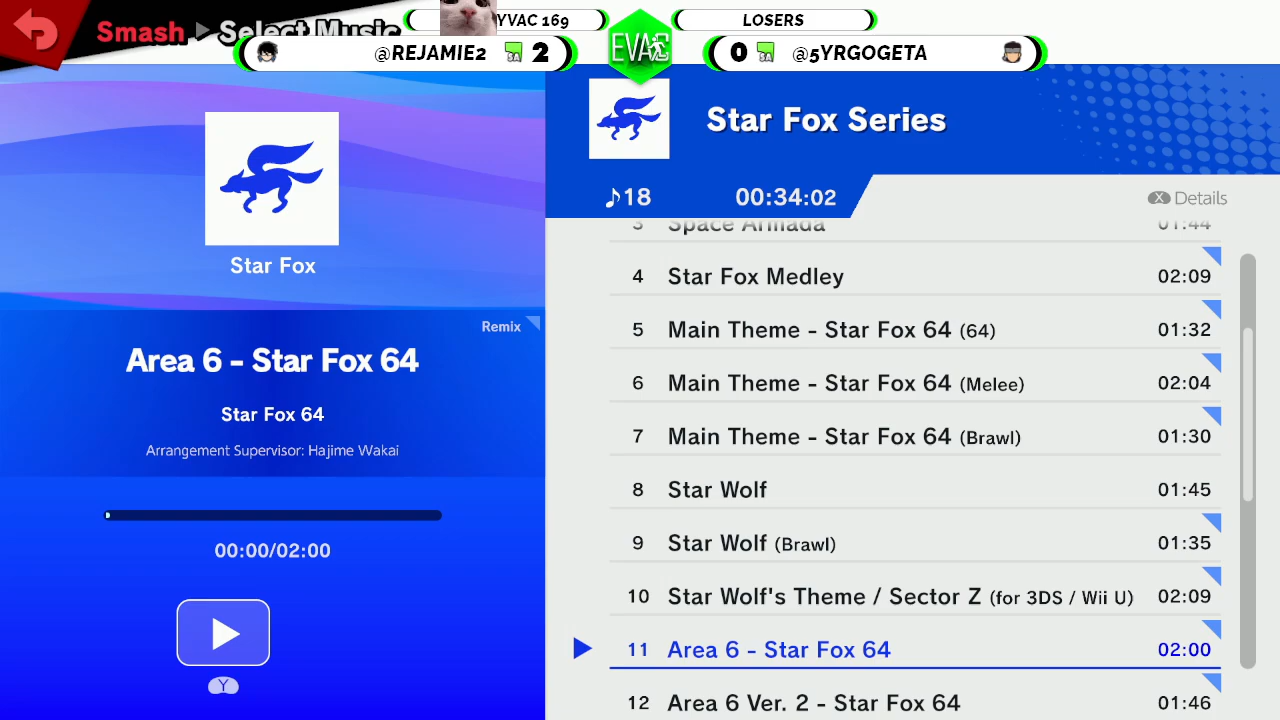 Smash ▶ Select Music
YVAC 169
LOSERS
@REJAMIE2 SA 2
EVAC
0 SA @5YRGOGETA
Star Fox
Remix
Area 6 - Star Fox 64
Star Fox 64
Arrangement Supervisor: Hajime Wakai
00:00/02:00
Y
Star Fox Series
♪18 00:34:02
X Details
3 Space Armada 01:44
4 Star Fox Medley 02:09
5 Main Theme - Star Fox 64 (64) 01:32
6 Main Theme - Star Fox 64 (Melee) 02:04
7 Main Theme - Star Fox 64 (Brawl) 01:30
8 Star Wolf 01:45
9 Star Wolf (Brawl) 01:35
10 Star Wolf's Theme / Sector Z (for 3DS / Wii U) 02:09
11 Area 6 - Star Fox 64 02:00
12 Area 6 Ver. 2 - Star Fox 64 01:46